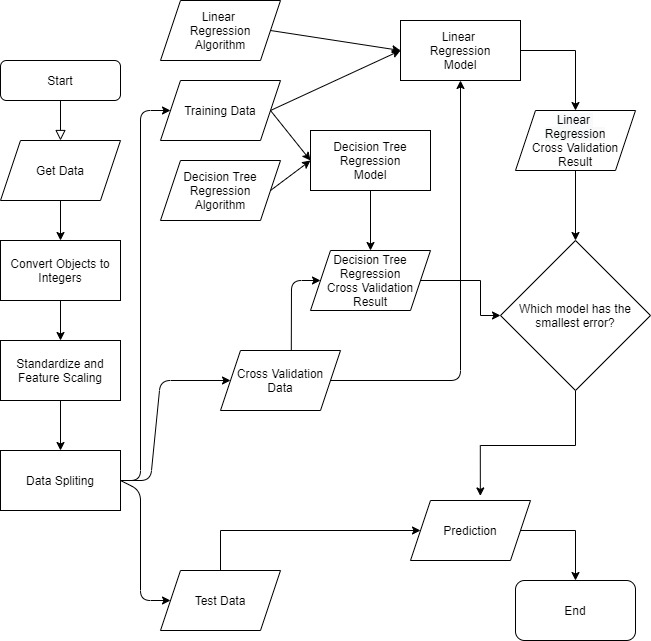 Start
Get Data
Convert Objects to
Integers
Standardize and
Feature Scaling
Data Spliting
Linear
Regression
Algorithm
Training Data
Decision Tree
Regression
Algorithm
Linear
Regression
Model
Decision Tree
Regression
Model
Linear
Regression
Cross Validation
Result
Decision Tree
Regression
Cross Validation
Result
Cross Validation
Data
Which model has the
smallest error?
Test Data
Prediction
End